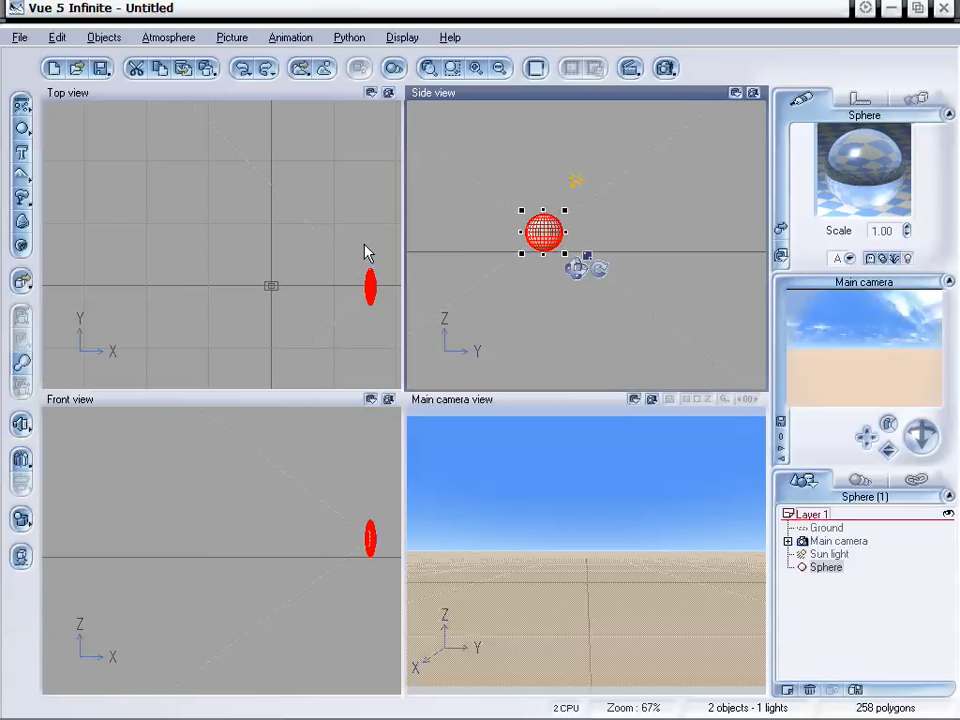 Vue 5 Infinite - Untitled
File Edit Objects Atmosphere Picture Animation Python Display Help
Top view
Side view
Sphere
Scale 1.00
A
Y
X
Z
Y
Main camera
0
Front view
Main camera view
Z
X
Z
Y
X
Sphere (1)
Layer 1
Ground
Main camera
Sun light
Sphere
2 CPU Zoom : 67% 2 objects - 1 lights 258 polygons